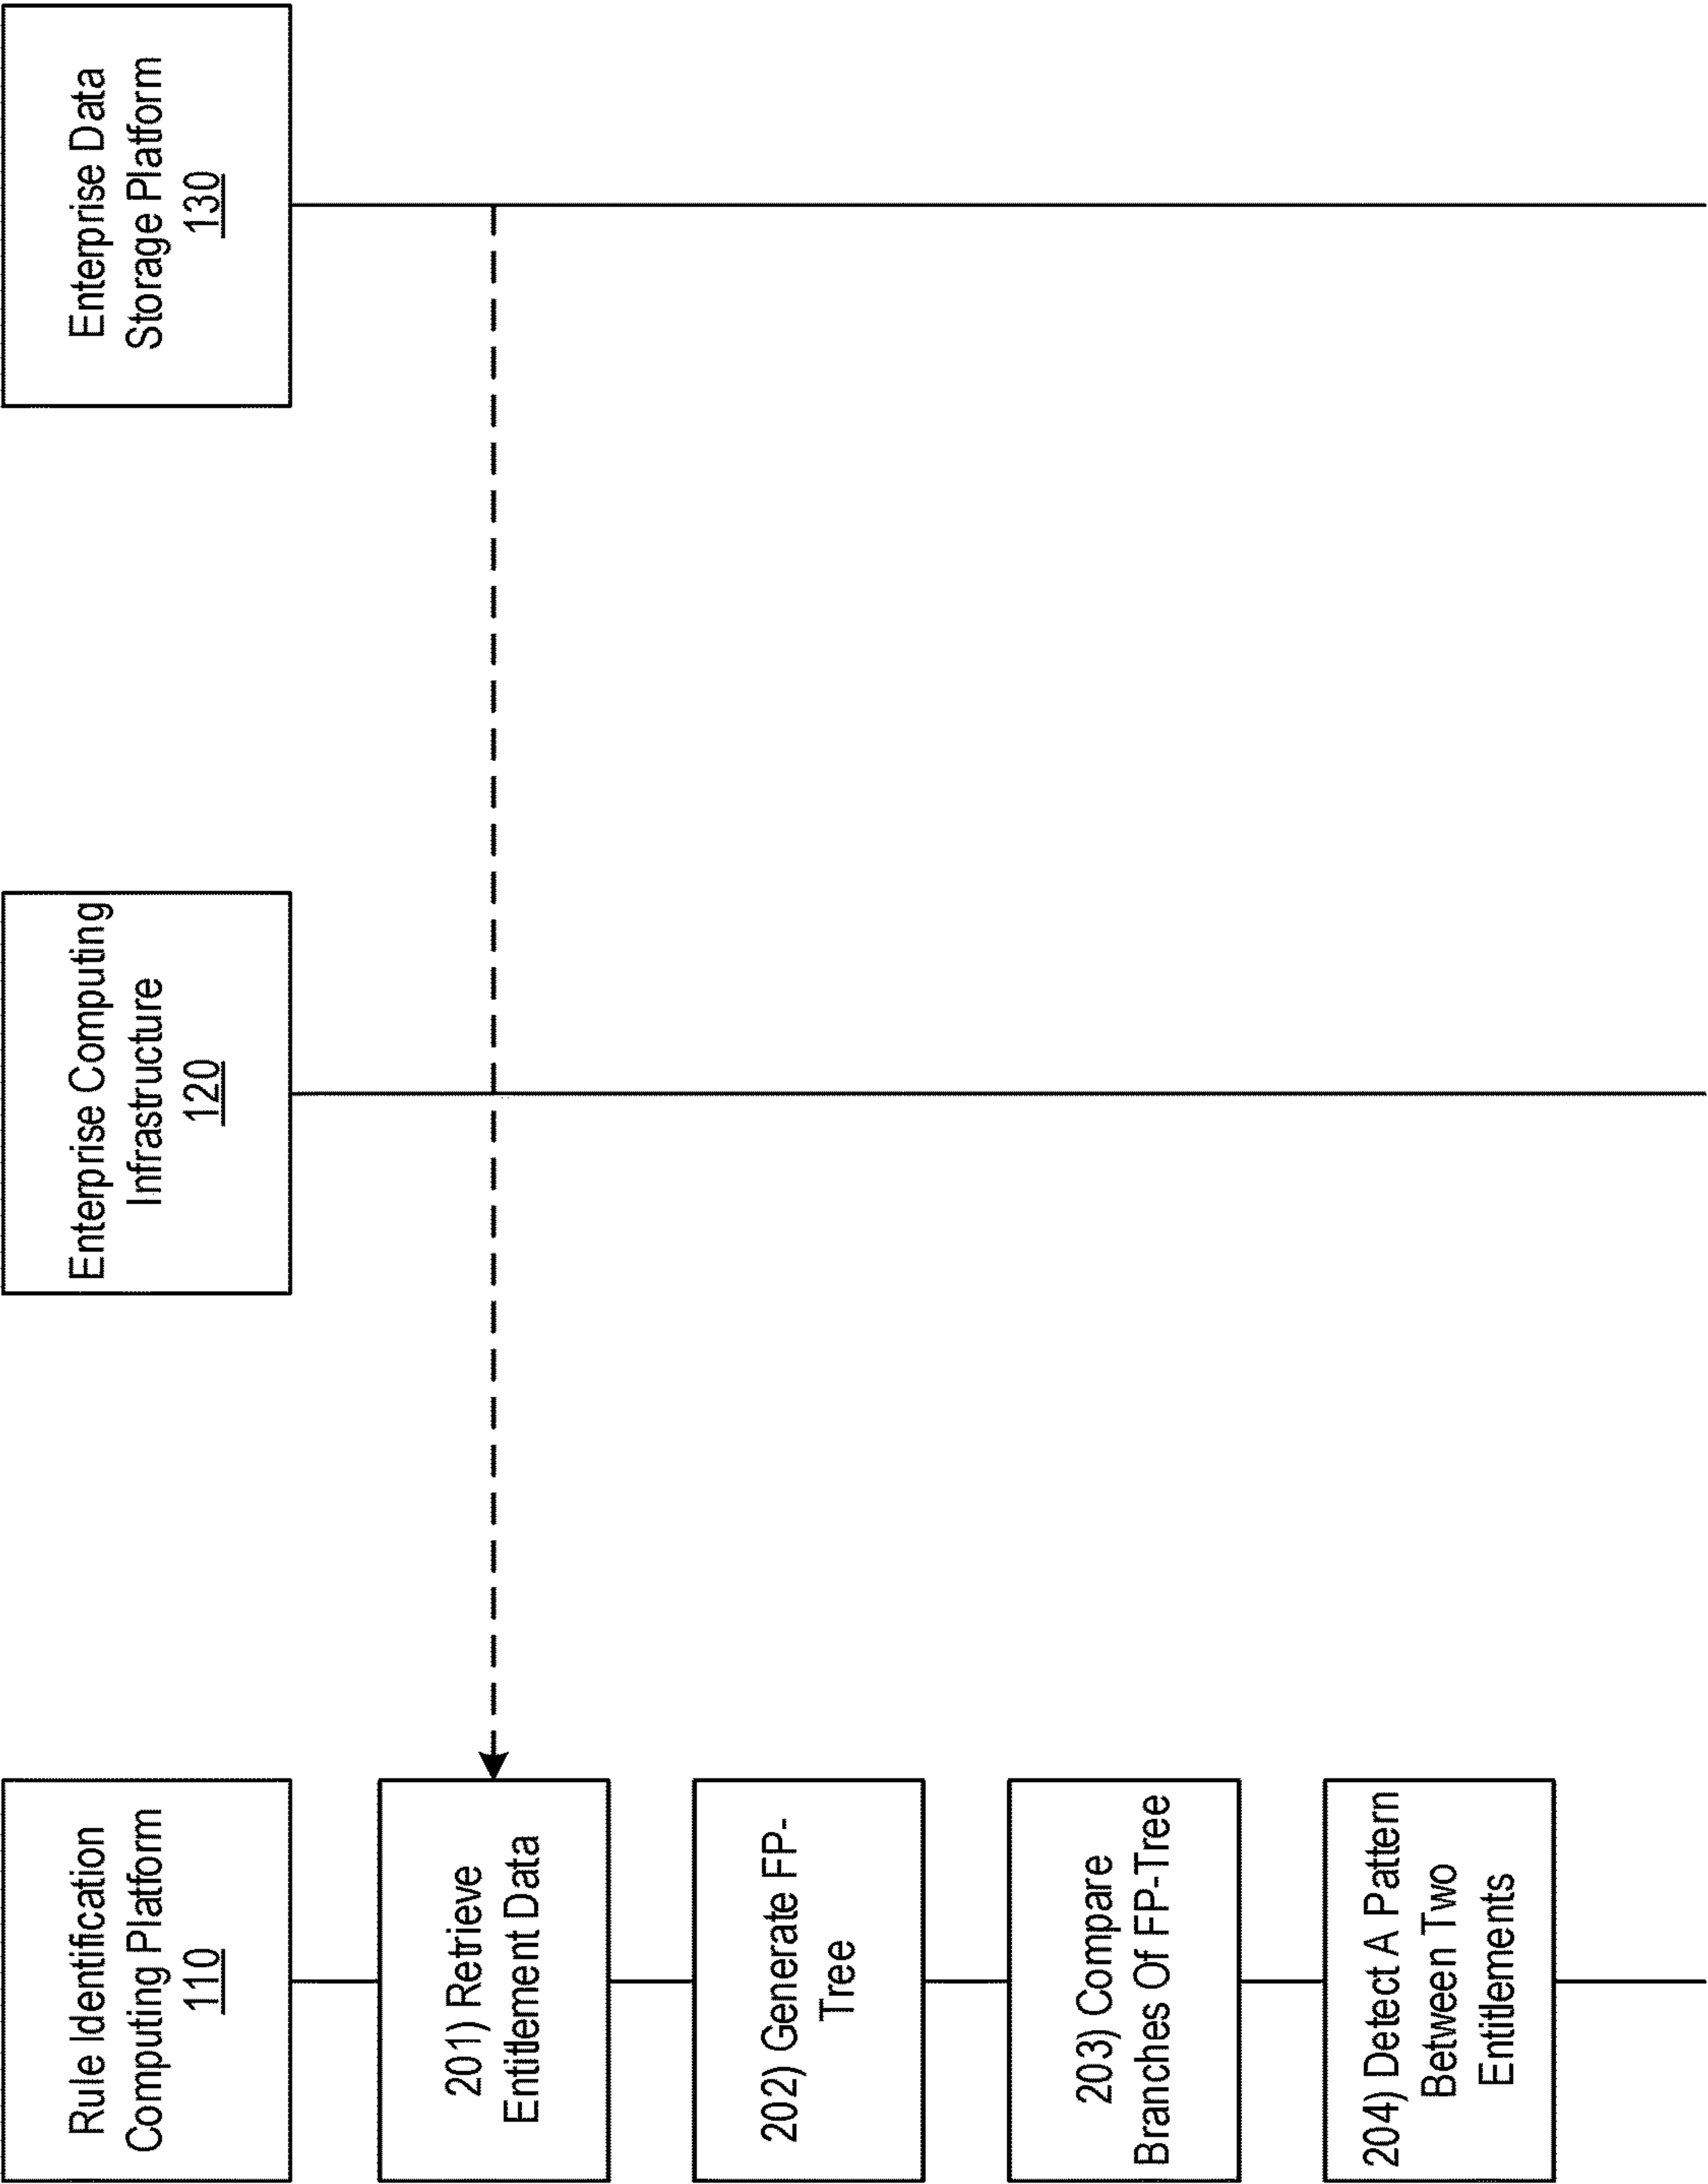 Rule Identification
Computing Platform
110
Enterprise Computing
Infrastructure
120
Enterprise Data
Storage Platform
130
201) Retrieve
Entitlement Data
202) Generate FP-
Tree
203) Compare
Branches Of FP-Tree
204) Detect A Pattern
Between Two
Entitlements